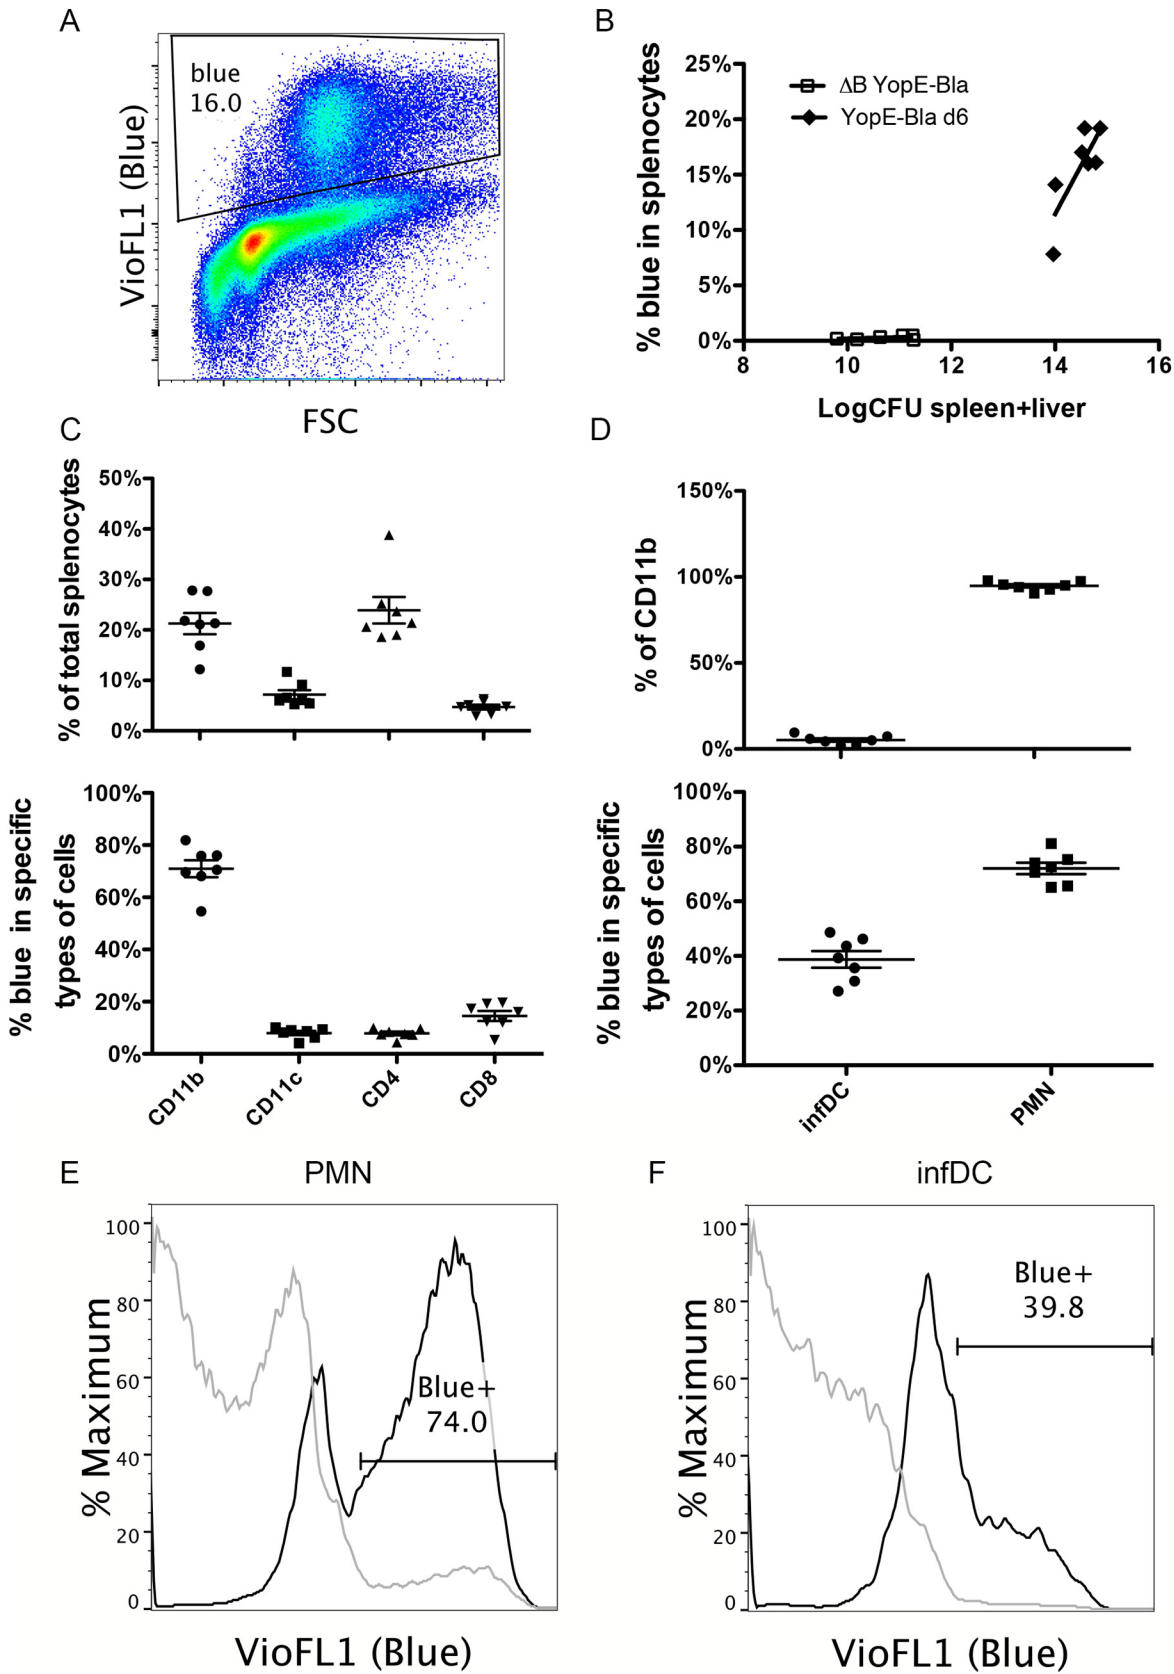 A
blue
16.0
VioFL1 (Blue)
FSC
B
25%
20%
15%
10%
5%
0%
% blue in splenocytes
ΔB YopE-Bla
YopE-Bla d6
8
10
12
14
16
LogCFU spleen+liver
C
50%
40%
30%
20%
10%
0%
% of total splenocytes
100%
80%
60%
40%
20%
0%
% blue in specific
types of cells
CD11b
CD11c
CD4
CD8
D
150%
100%
50%
0%
% of CD11b
100%
80%
60%
40%
20%
0%
% blue in specific
types of cells
infDC
PMN
E
PMN
100
80
60
40
20
0
% Maximum
Blue+
74.0
VioFL1 (Blue)
F
infDC
100
80
60
40
20
0
% Maximum
Blue+
39.8
VioFL1 (Blue)